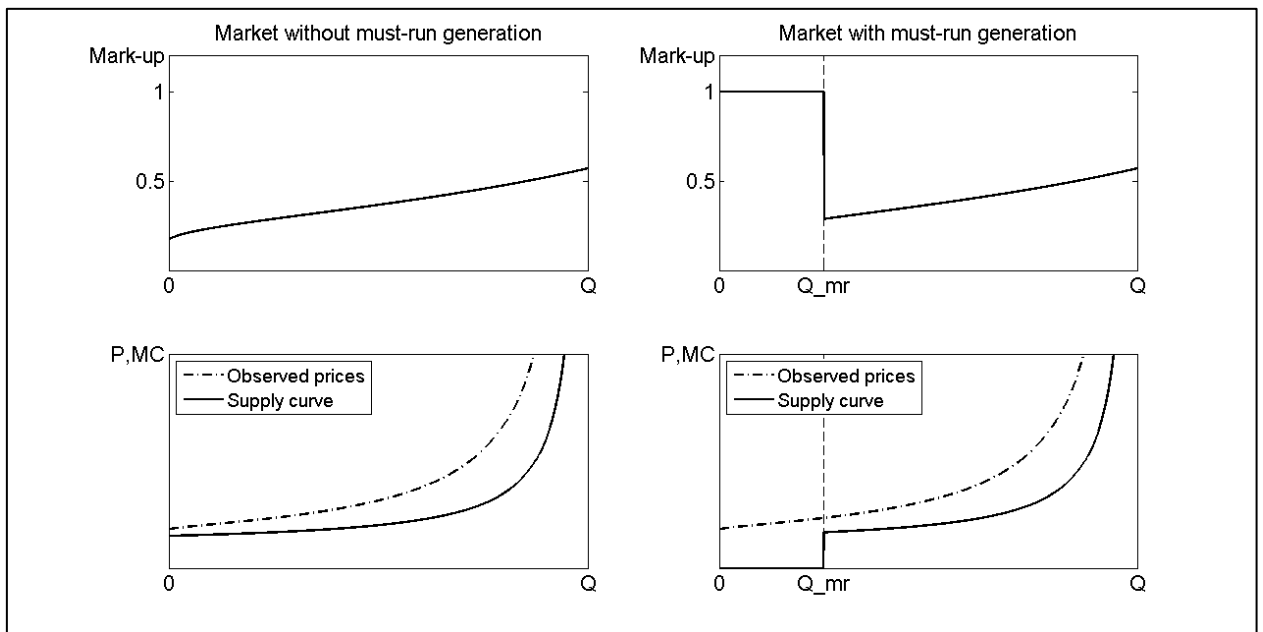 Market without must-run generation
Mark-up
1
0.5
0
Q
Market with must-run generation
Mark-up
1
0.5
0
Q_mr
Q
P,MC
Observed prices
Supply curve
0
Q
P,MC
Observed prices
Supply curve
0
Q_mr
Q